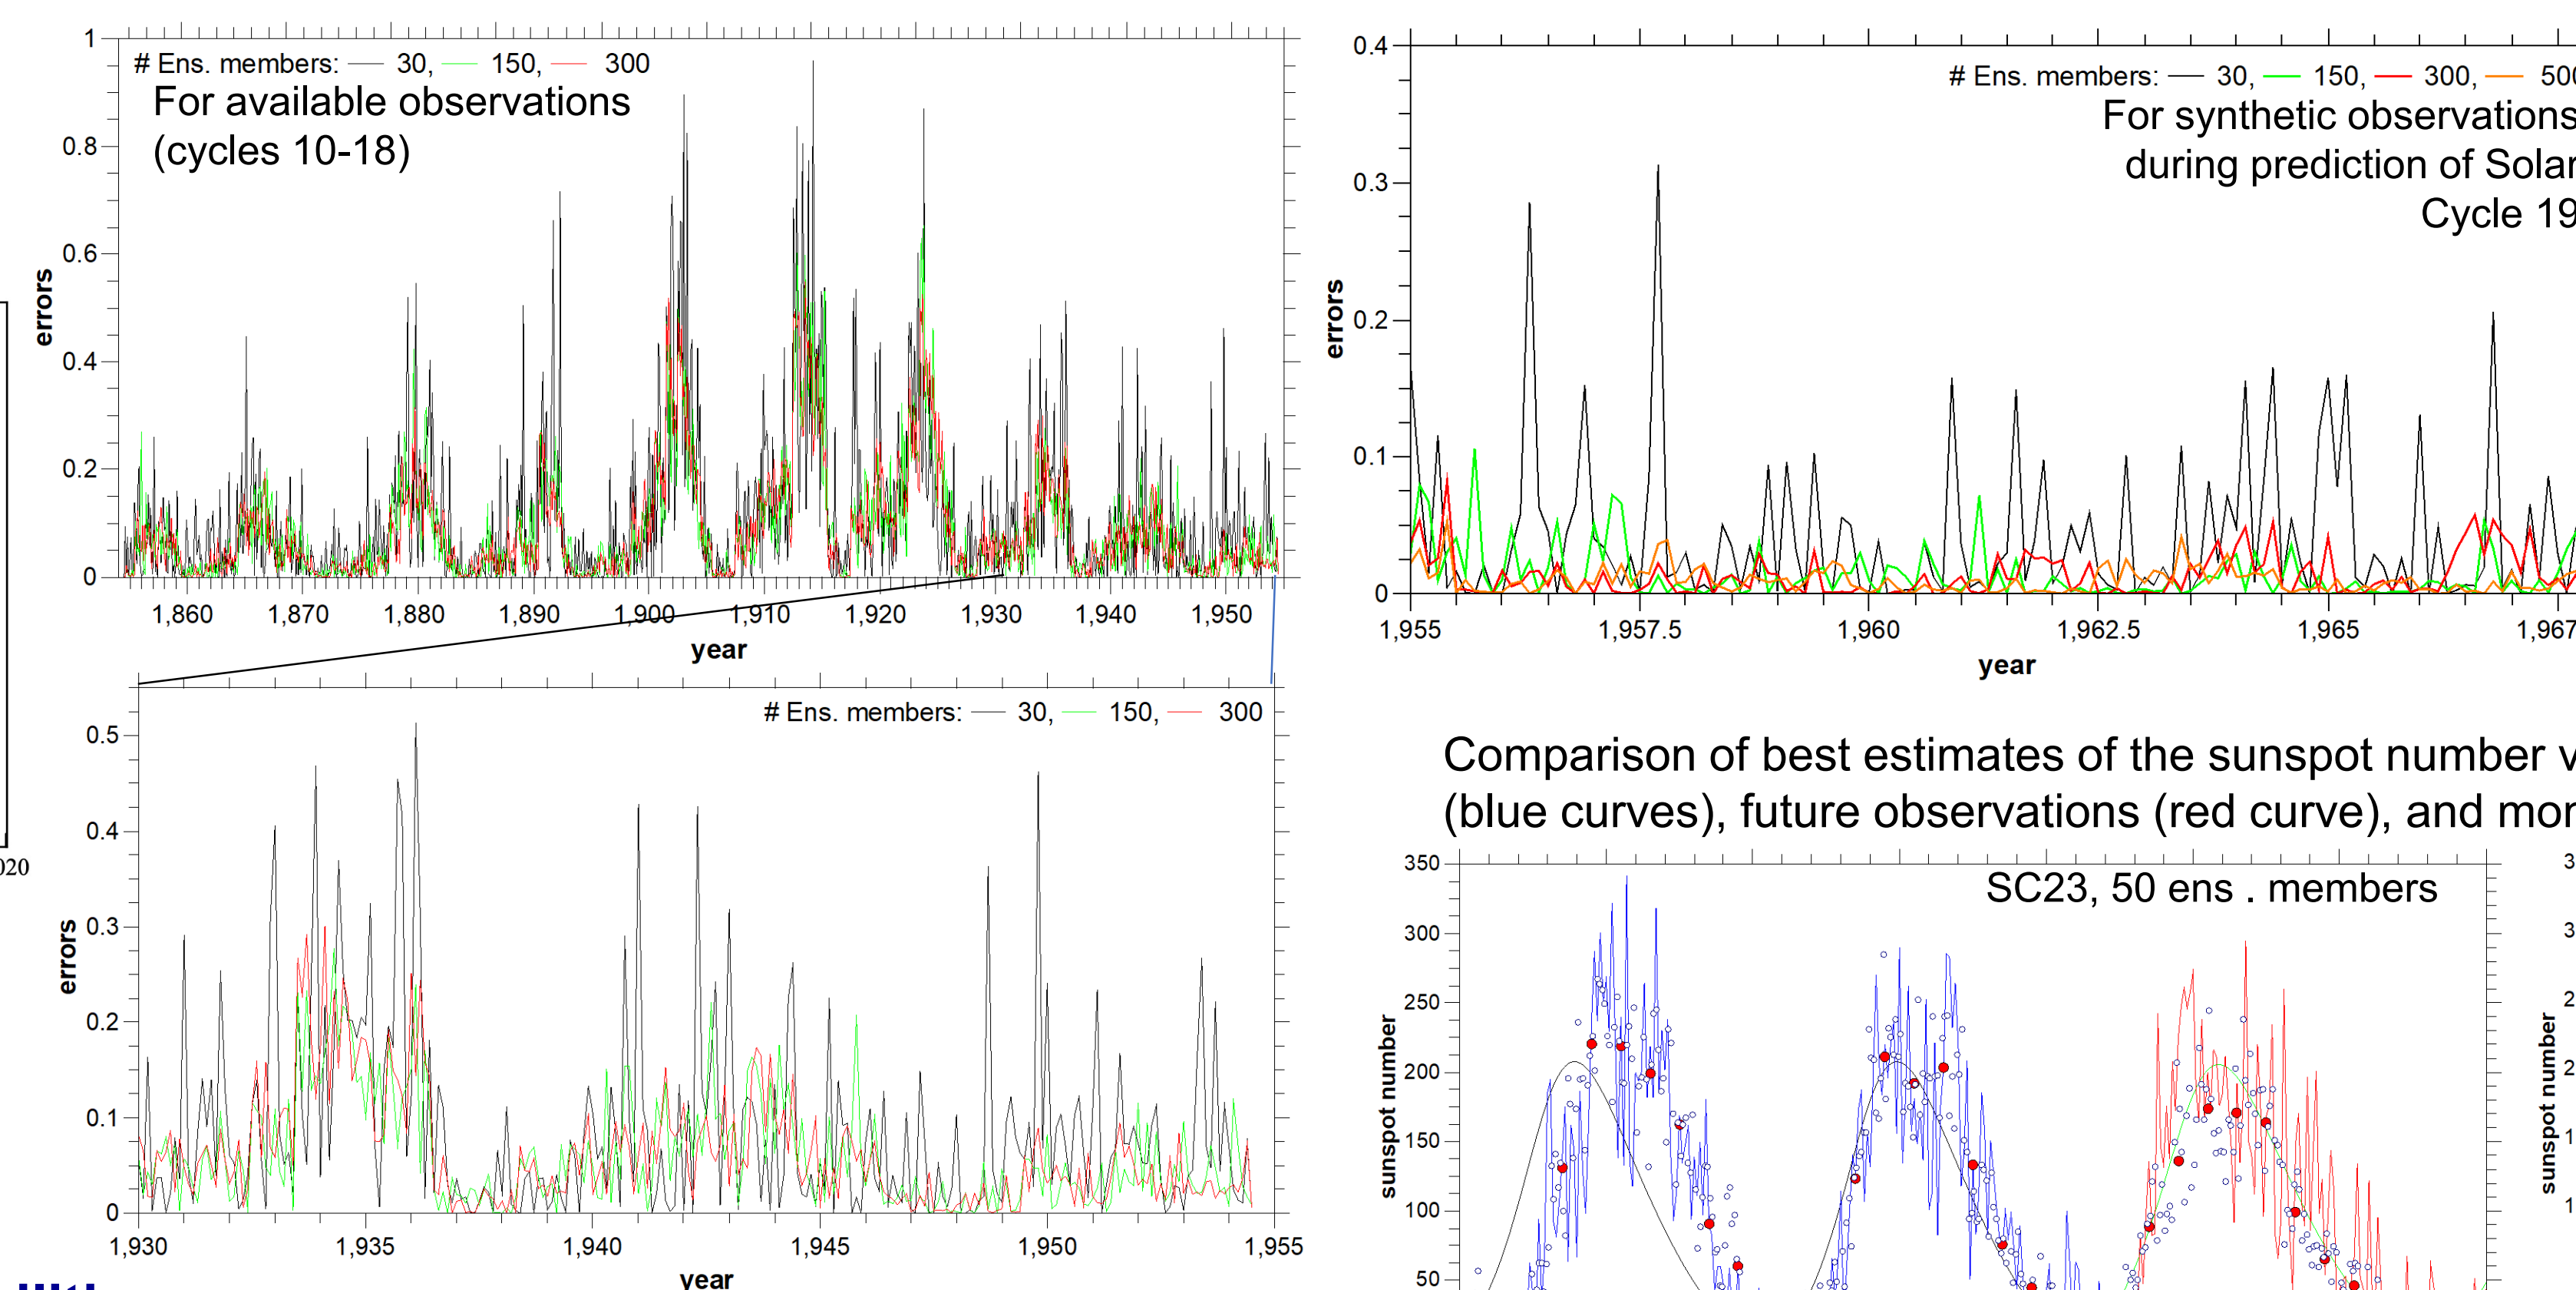 # Ens. members: 30, 150, 300
For available observations
(cycles 10-18)
1
0.8
0.6
0.4
0.2
0
errors
1,860 1,870 1,880 1,890 1,900 1,910 1,920 1,930 1,940 1,950
year
# Ens. members: 30, 150, 300
0.5
0.4
0.3
0.2
0.1
0
errors
1,930 1,935 1,940 1,945 1,950 1,955
year
020
# Ens. members: 30, 150, 300, 500
For synthetic observations
during prediction of Solar
Cycle 19
0.4
0.3
0.2
0.1
0
errors
1,955 1,957.5 1,960 1,962.5 1,965 1,967
year
Comparison of best estimates of the sunspot number
(blue curves), future observations (red curve), and
SC23, 50 ens . members
350
300
250
200
150
100
50
sunspot number
sunspot number